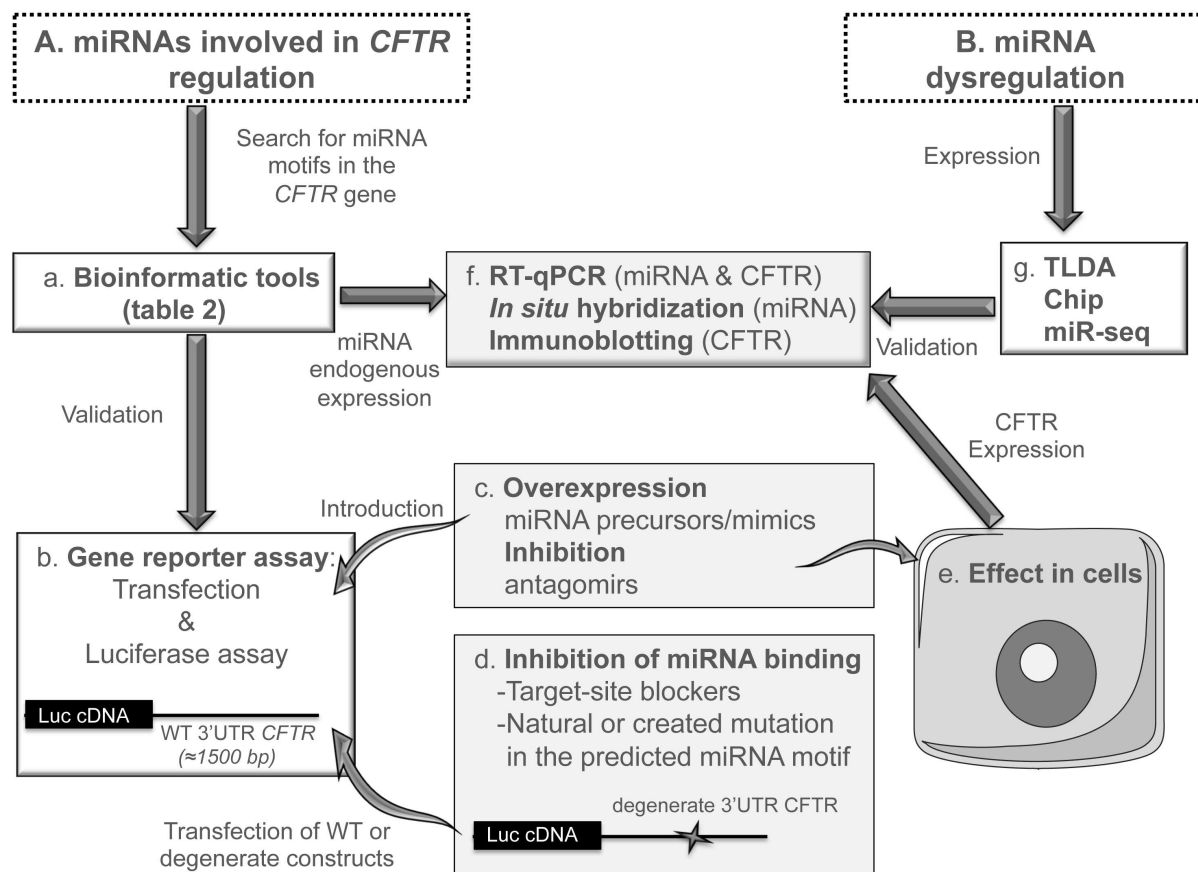 A. miRNAs involved in CFTR
regulation
B. miRNA
dysregulation
Search for miRNA
motifs in the
CFTR gene
Expression
a. Bioinformatic tools
(table 2)
f. RT-qPCR (miRNA & CFTR)
In situ hybridization (miRNA)
Immunoblotting (CFTR)
g. TLDA
Chip
miR-seq
miRNA
endogenous
expression
Validation
Validation
CFTR
Expression
Introduction
c. Overexpression
miRNA precursors/mimics
Inhibition
antagomirs
b. Gene reporter assay:
Transfection
&
Luciferase assay
Luc cDNA
WT 3’UTR CFTR
(≈1500 bp)
e. Effect in cells
d. Inhibition of miRNA binding
-Target-site blockers
-Natural or created mutation
in the predicted miRNA motif
degenerate 3’UTR CFTR
Luc cDNA
Transfection of WT or
degenerate constructs